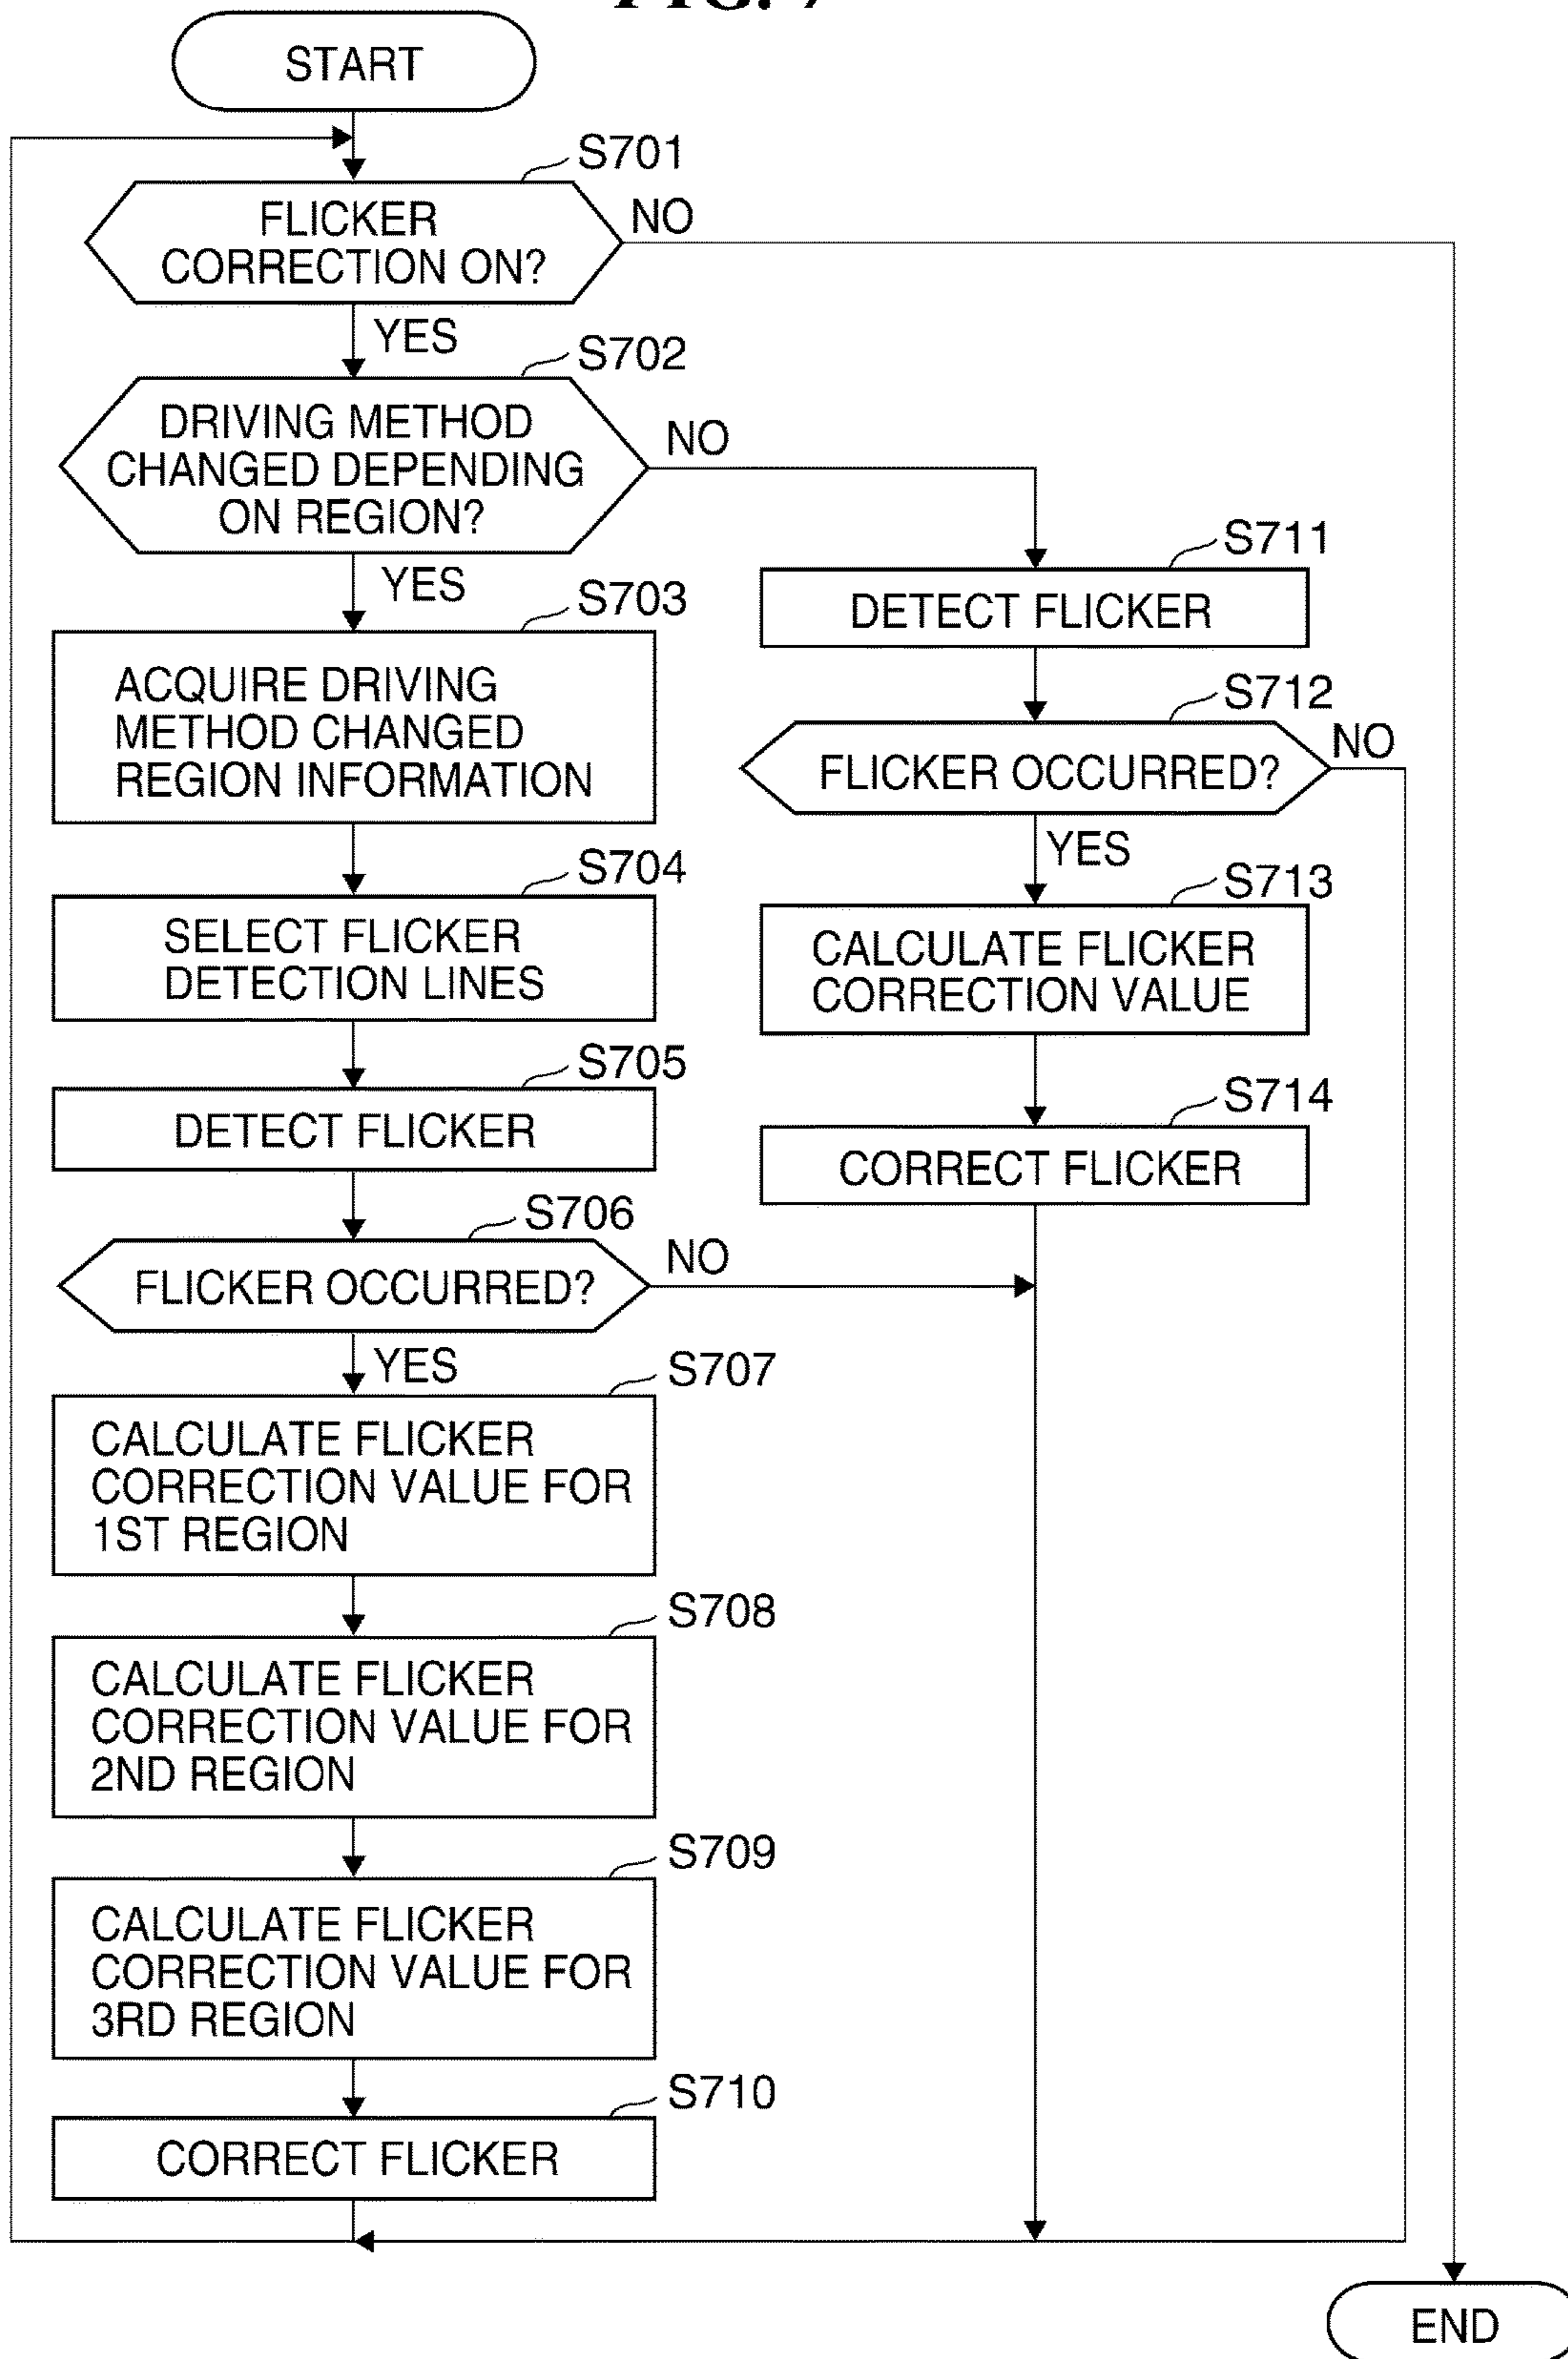 FIG. 7
START
S701
FLICKER
CORRECTION ON?
NO
YES
S702
DRIVING METHOD
CHANGED DEPENDING
ON REGION?
NO
YES
S703
ACQUIRE DRIVING
METHOD CHANGED
REGION INFORMATION
S704
SELECT FLICKER
DETECTION LINES
S705
DETECT FLICKER
S706
FLICKER OCCURRED?
NO
YES
S707
CALCULATE FLICKER
CORRECTION VALUE FOR
1ST REGION
S708
CALCULATE FLICKER
CORRECTION VALUE FOR
2ND REGION
S709
CALCULATE FLICKER
CORRECTION VALUE FOR
3RD REGION
S710
CORRECT FLICKER
S711
DETECT FLICKER
S712
FLICKER OCCURRED?
NO
YES
S713
CALCULATE FLICKER
CORRECTION VALUE
S714
CORRECT FLICKER
END